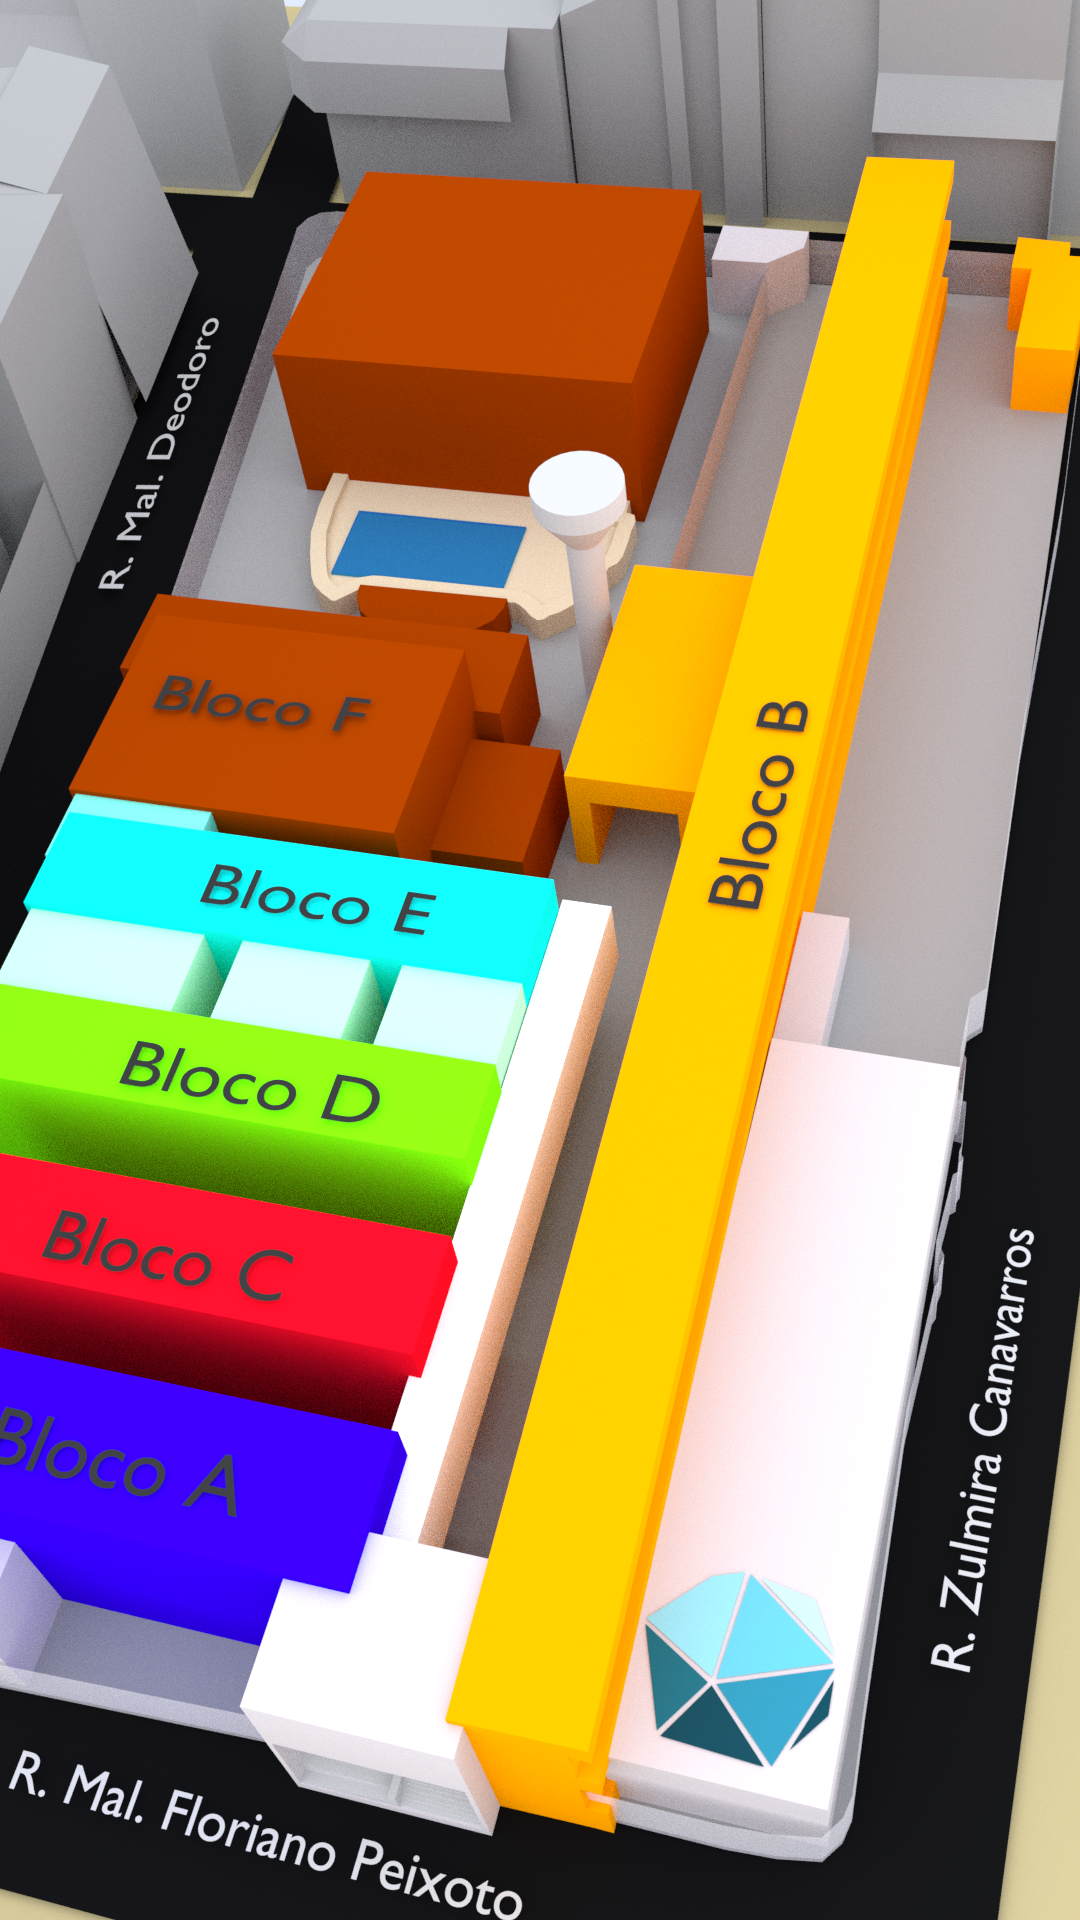 R. Mal. Deodoro
Bloco F
Bloco B
Bloco E
Bloco D
Bloco C
Bloco A
R. Zulmira Canavarros
R. Mal. Floriano Peixoto